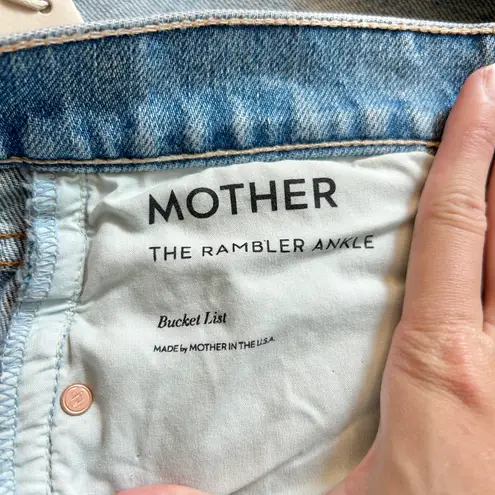 MOTHER
THE RAMBLER ANKLE
Bucket List
MADE by MOTHER IN THE U.S.A.